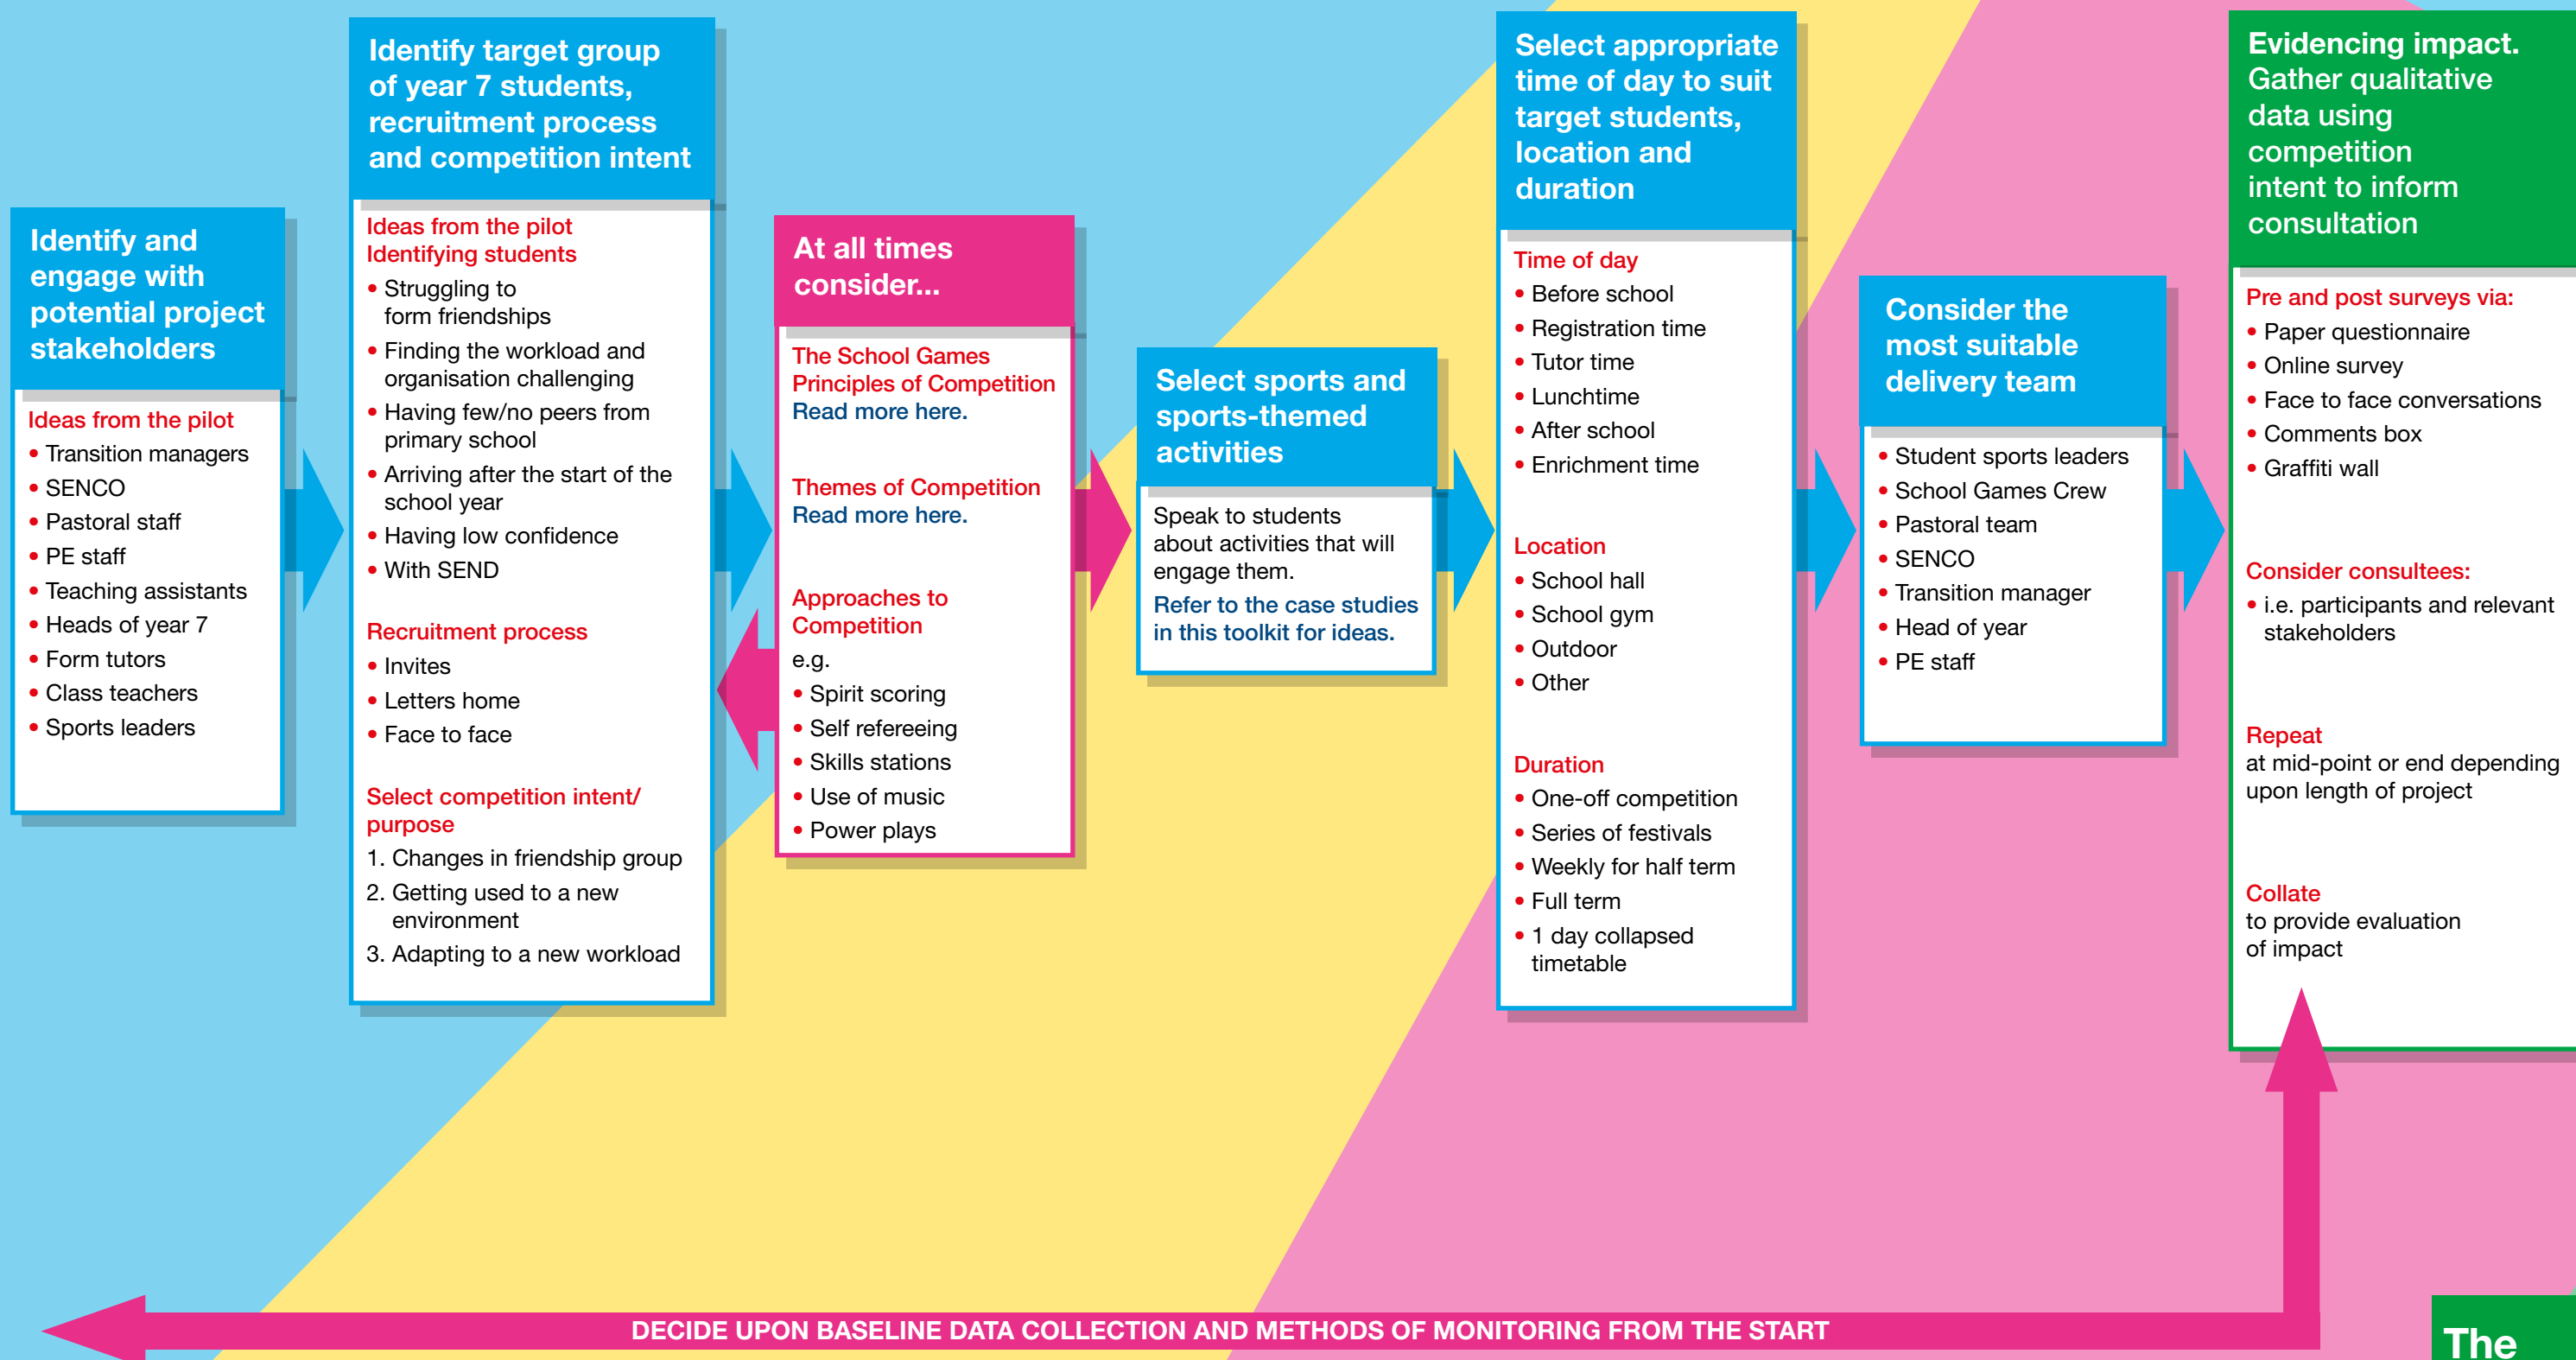 Identify and
engage with
potential project
stakeholders
Ideas from the pilot
• Transition managers
• SENCO
• Pastoral staff
• PE staff
• Teaching assistants
• Heads of year 7
• Form tutors
• Class teachers
• Sports leaders
Identify target group
of year 7 students,
recruitment process
and competition intent
Ideas from the pilot
Identifying students
• Struggling to
form friendships
• Finding the workload and
organisation challenging
• Having few/no peers from
primary school
• Arriving after the start of the
school year
• Having low confidence
• With SEND
Recruitment process
• Invites
• Letters home
• Face to face
Select competition intent/
purpose
1. Changes in friendship group
2. Getting used to a new
environment
3. Adapting to a new workload
At all times
consider...
The School Games
Principles of Competition
Read more here.
Themes of Competition
Read more here.
Approaches to
Competition
e.g.
• Spirit scoring
• Self refereeing
• Skills stations
• Use of music
• Power plays
Select sports and
sports-themed
activities
Speak to students
about activities that will
engage them.
Refer to the case studies
in this toolkit for ideas.
Select appropriate
time of day to suit
target students,
location and
duration
Time of day
• Before school
• Registration time
• Tutor time
• Lunchtime
• After school
• Enrichment time
Location
• School hall
• School gym
• Outdoor
• Other
Duration
• One-off competition
• Series of festivals
• Weekly for half term
• Full term
• 1 day collapsed
timetable
Consider the
most suitable
delivery team
• Student sports leaders
• School Games Crew
• Pastoral team
• SENCO
• Transition manager
• Head of year
• PE staff
Evidencing impact.
Gather qualitative
data using
competition
intent to inform
consultation
Pre and post surveys via:
• Paper questionnaire
• Online survey
• Face to face conversations
• Comments box
• Graffiti wall
Consider consultees:
• i.e. participants and relevant
stakeholders
Repeat
at mid-point or end depending
upon length of project
Collate
to provide evaluation
of impact
DECIDE UPON BASELINE DATA COLLECTION AND METHODS OF MONITORING FROM THE START
The